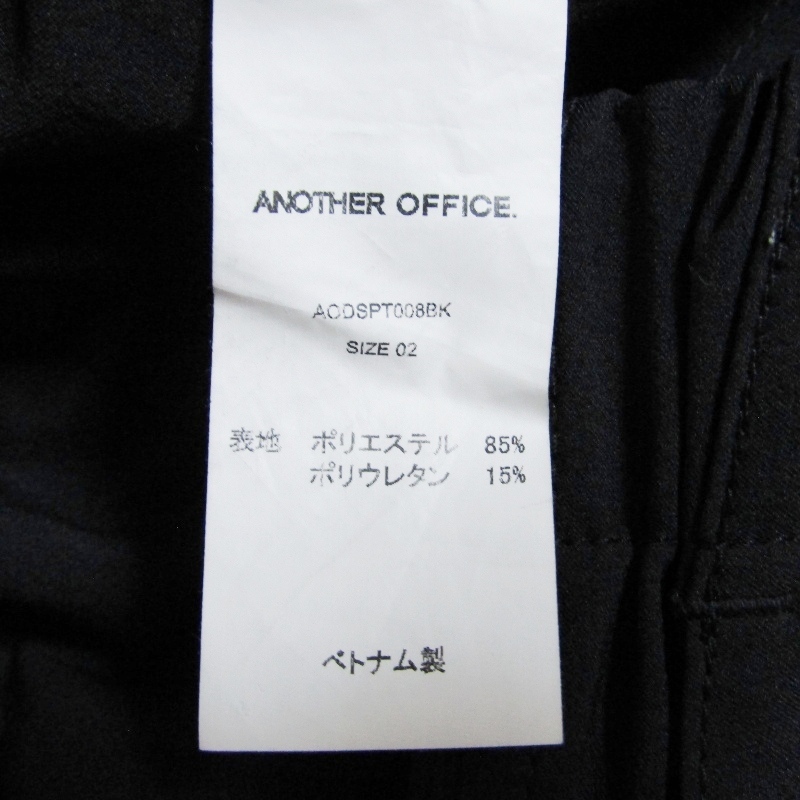 ANOTHER OFFICE.
AODSPT008BK
SIZE 02
表地 ポリエステル 85%
ポリウレタン 15%
ベトナム製